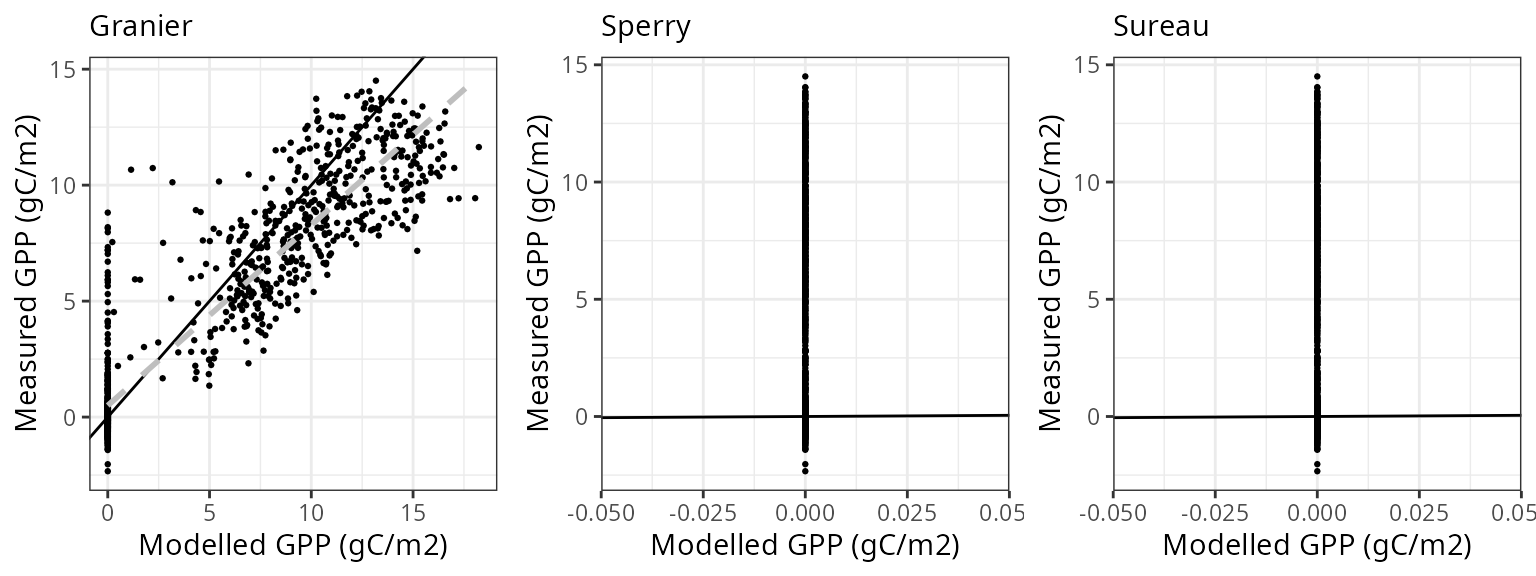 Granier
Measured GPP (gC/m2)
15
10
5
0
0 5 10 15
Modelled GPP (gC/m2)
Sperry
Measured GPP (gC/m2)
15
10
5
0
-0.050 -0.025 0.000 0.025 0.05
Modelled GPP (gC/m2)
Sureau
Measured GPP (gC/m2)
15
10
5
0
-0.050 -0.025 0.000 0.025 0.05
Modelled GPP (gC/m2)